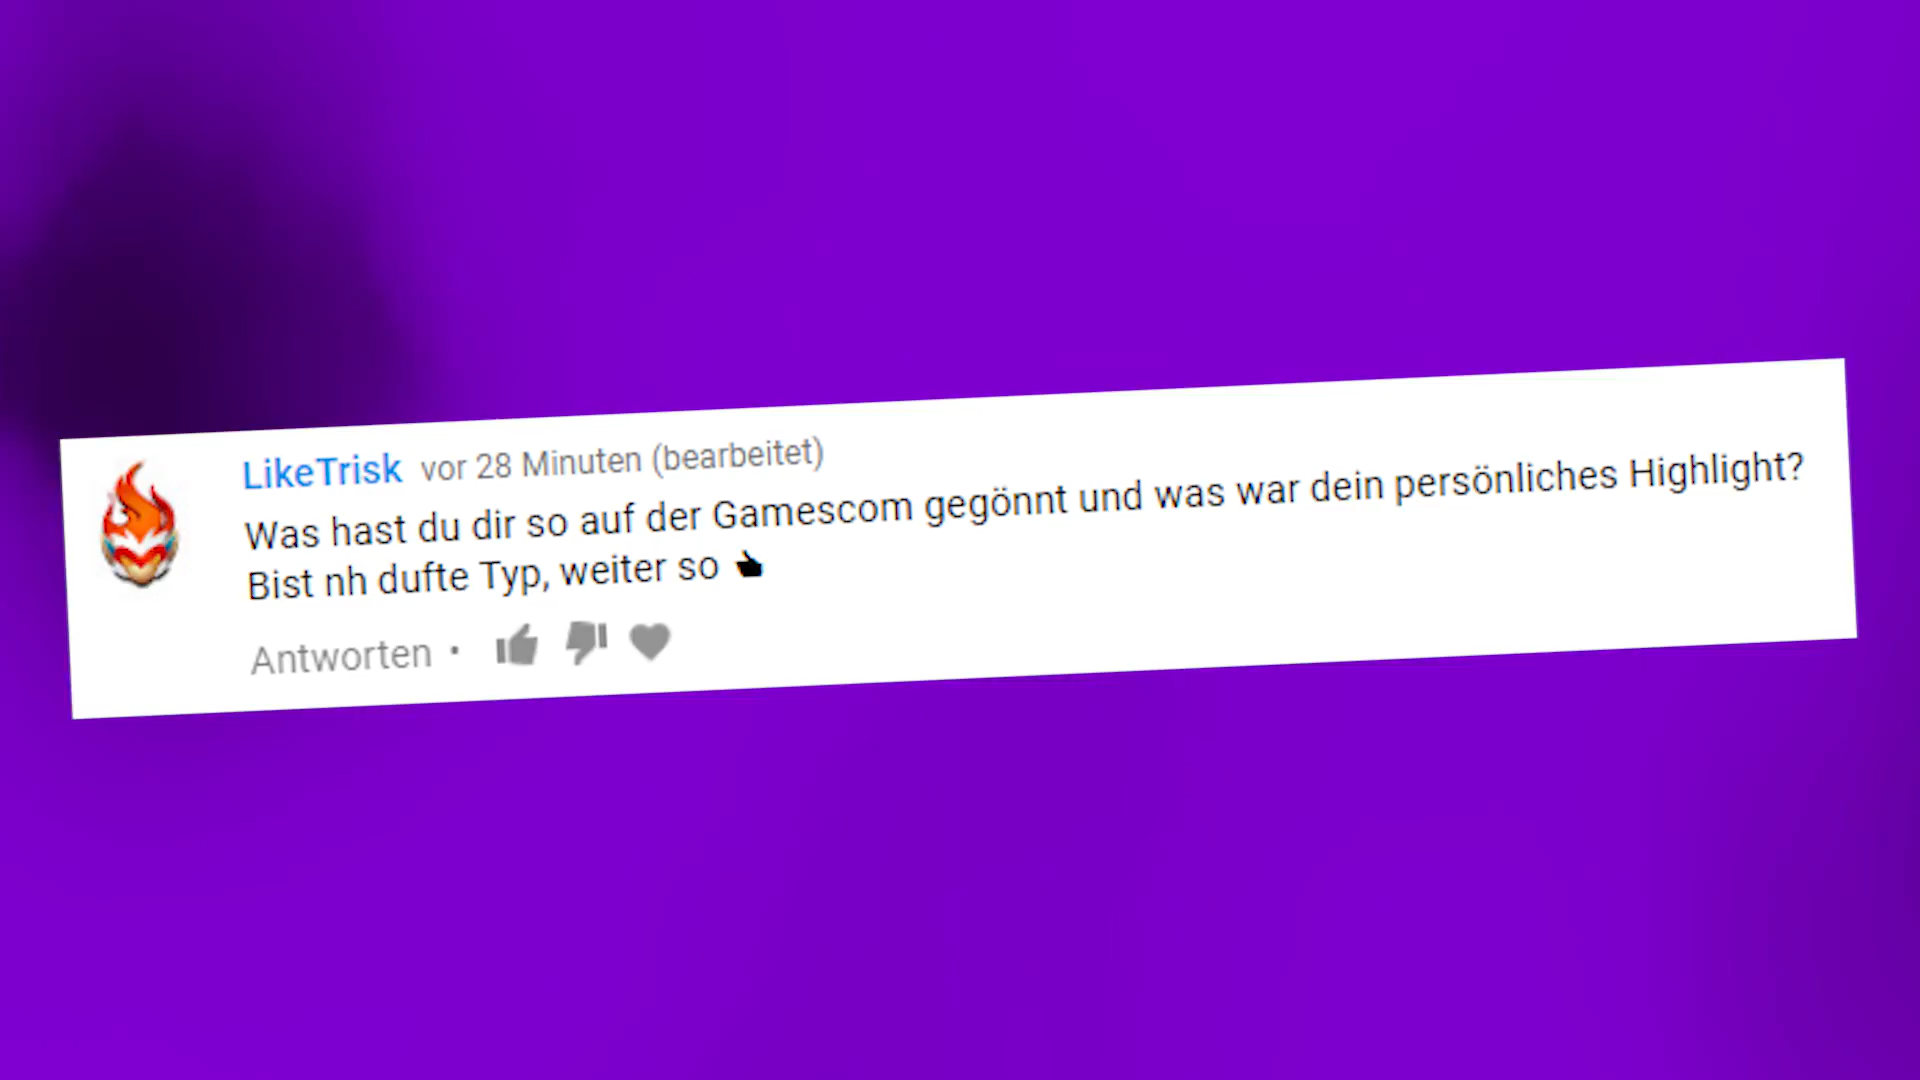 LikeTrisk vor 28 Minuten (bearbeitet)
Was hast du dir so auf der Gamescom gegönnt und was war dein persönliches Highlight?
Bist nh dufte Typ, weiter so 👍
Antworten •